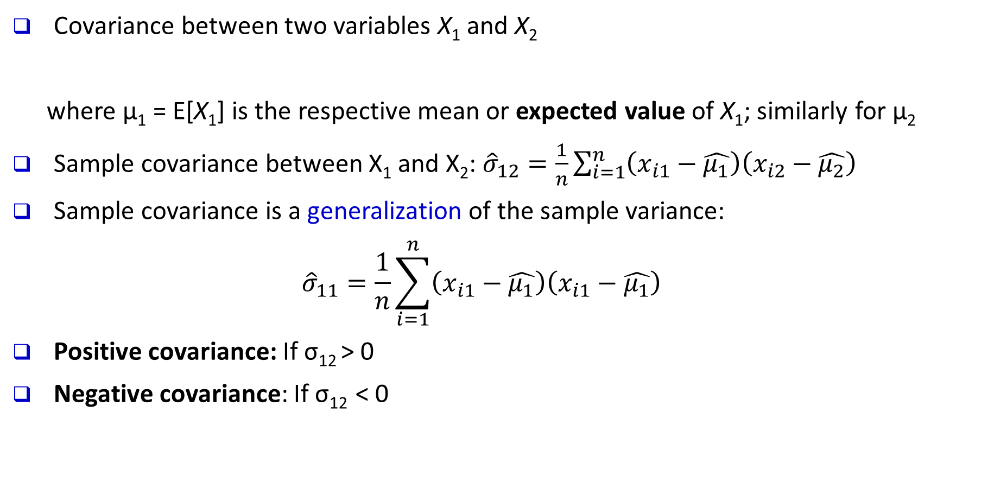 ❑ Covariance between two variables X₁ and X₂
where μ₁ = E[X₁] is the respective mean or expected value of X₁; similarly for μ₂
❑ Sample covariance between X₁ and X₂: σ̂₁₂ = 1/n ∑ⁿᵢ₌₁(xᵢ₁ − μ̂₁)(xᵢ₂ − μ̂₂)
❑ Sample covariance is a generalization of the sample variance:
σ̂₁₁ = 1/n ∑ⁿᵢ₌₁(xᵢ₁ − μ̂₁)(xᵢ₁ − μ̂₁)
❑ Positive covariance: If σ₁₂ > 0
❑ Negative covariance: If σ₁₂ < 0